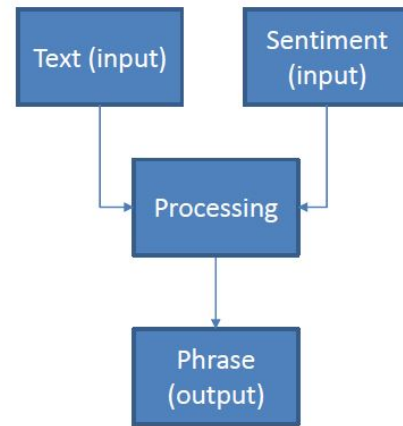 Text (input)
Sentiment
(input)
Processing
Phrase
(output)